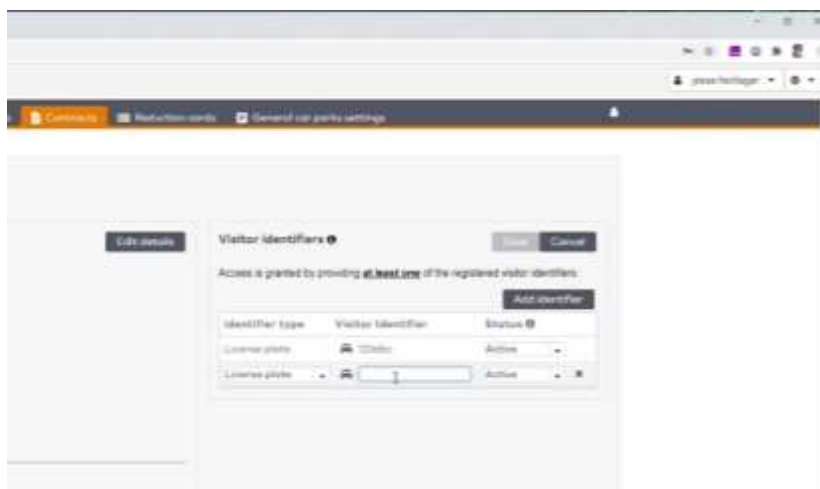 Contracts Reduction cards General car parks settings
Edit details
Visitor Identifiers
Save Cancel
Access is granted by providing at least one of the registered visitor identifiers.
Add identifier
Identifier type Visitor Identifier Status
License plate Active
License plate Active